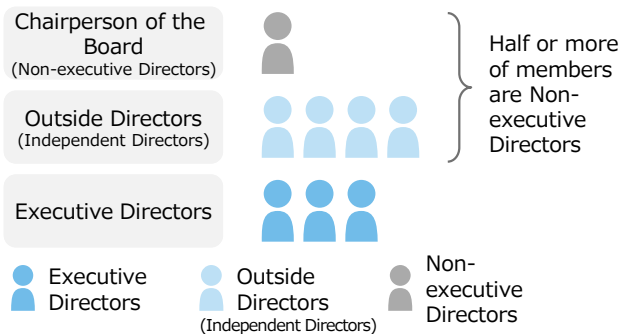 Chairperson of the
Board
(Non-executive Directors)
Half or more
of members
are Non-
executive
Directors
Outside Directors
(Independent Directors)
Executive Directors
Executive
Directors
Outside
Directors
(Independent Directors)
Non-
executive
Directors